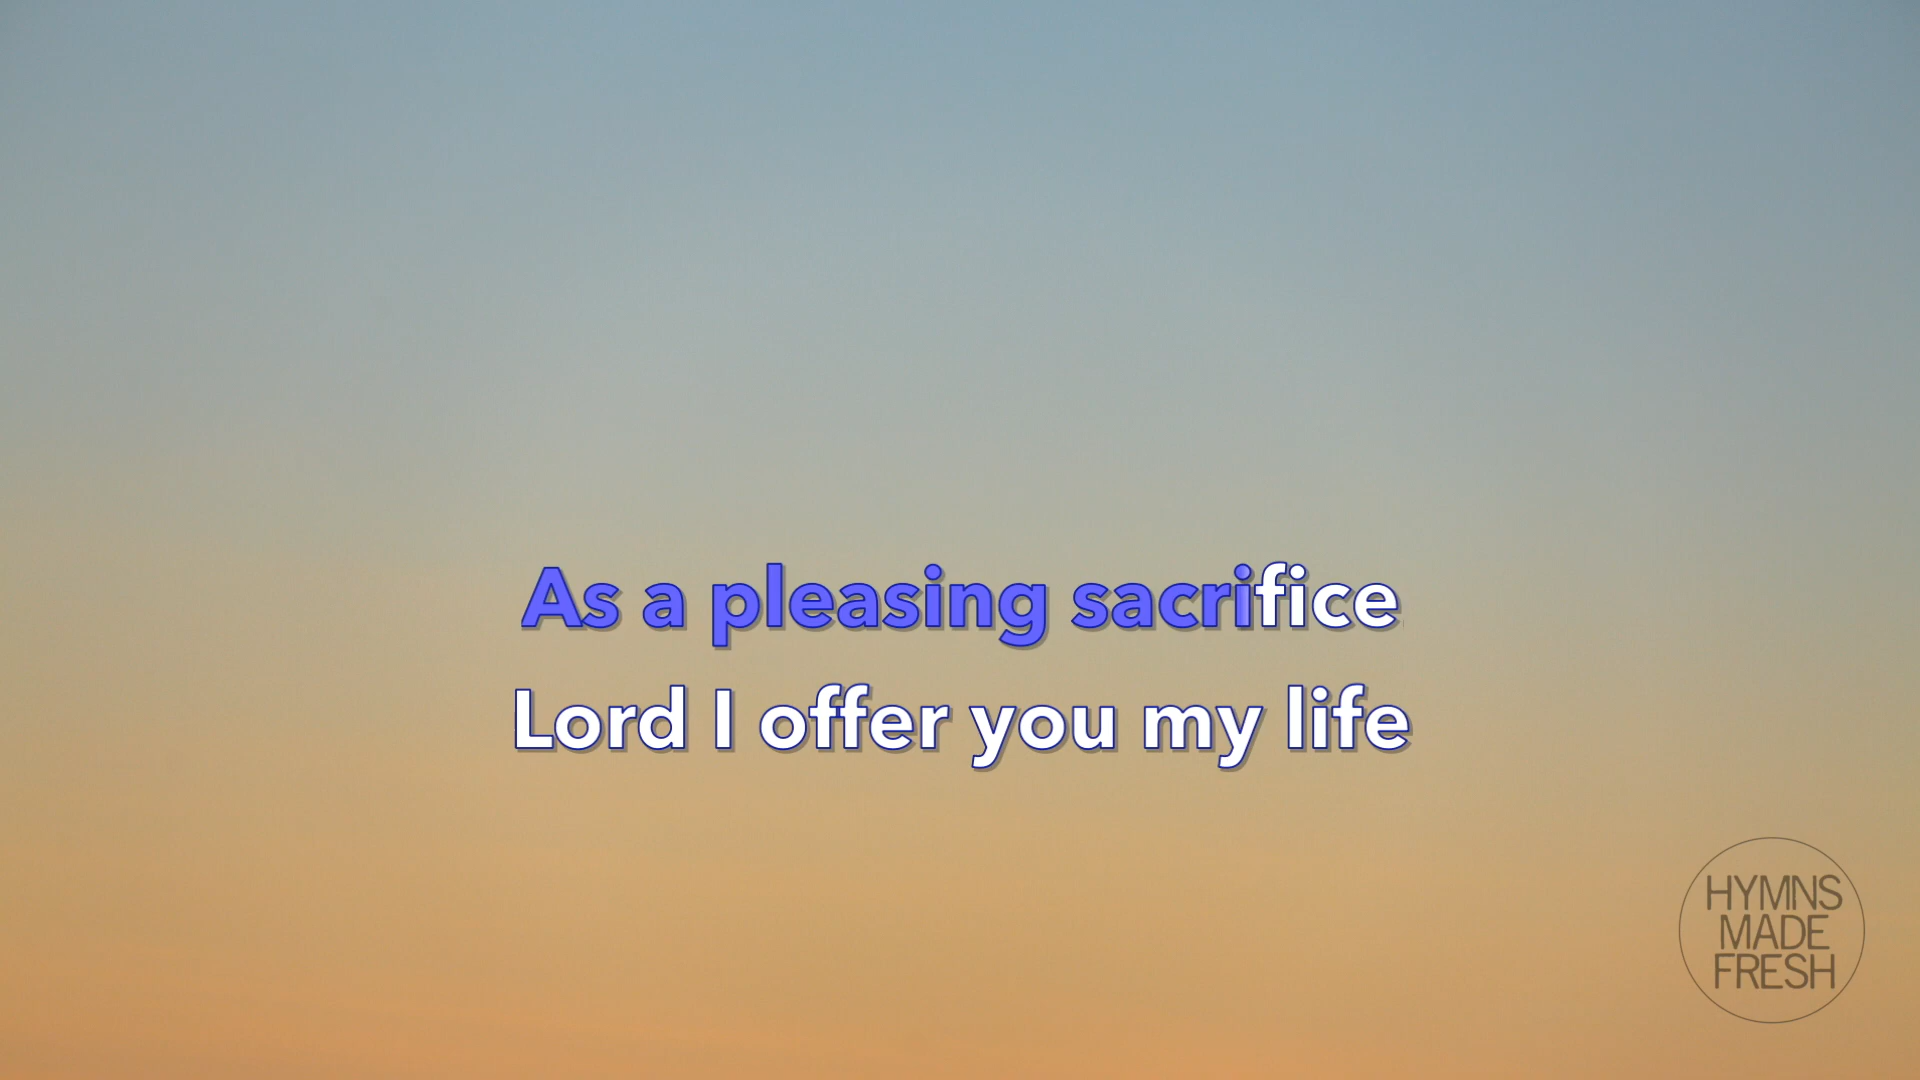 As a pleasing sacrifice
Lord I offer you my life
HYMNS
MADE
FRESH